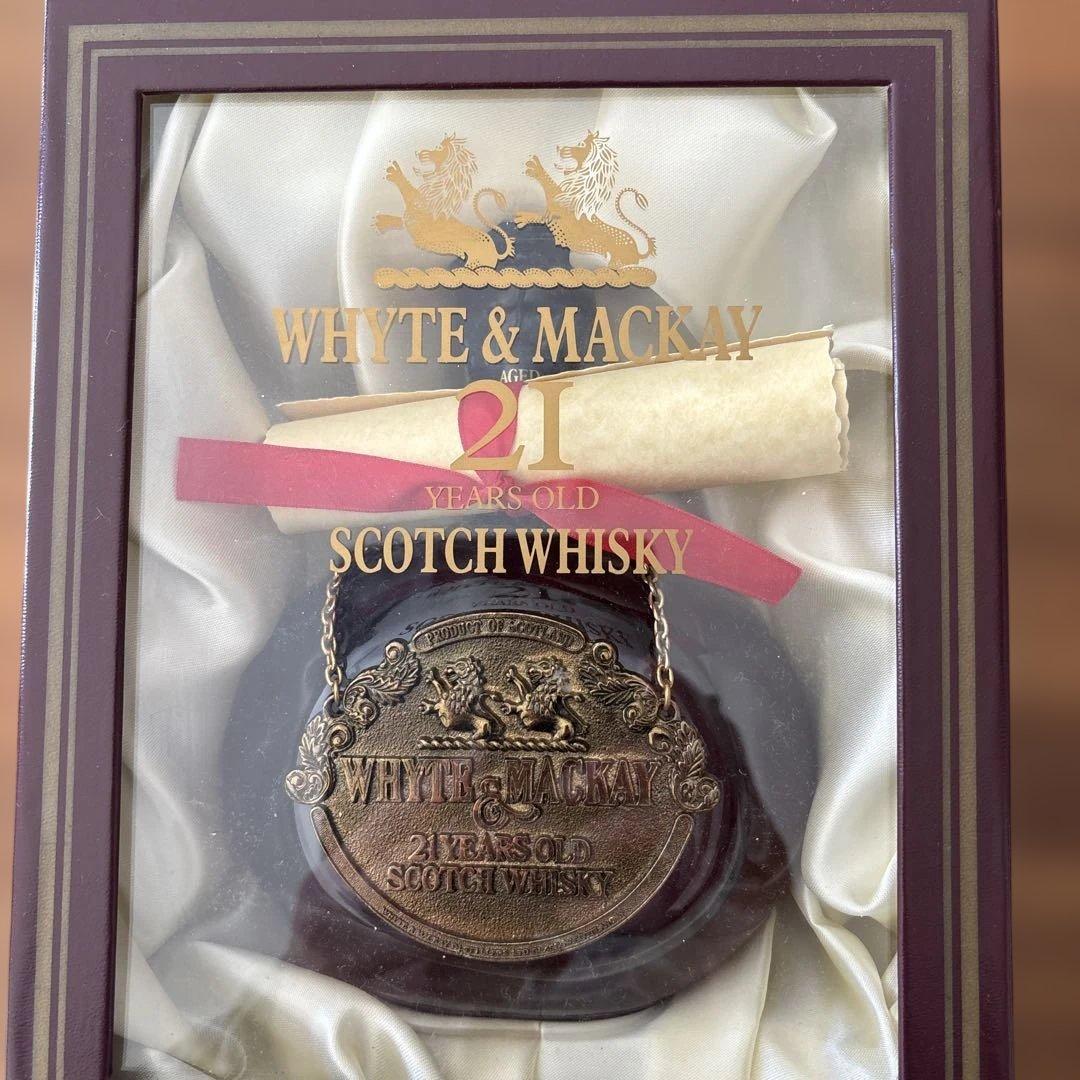 WHYTE & MACKAY
AGED
21
YEARS OLD
SCOTCH WHISKY
PRODUCT OF SCOTLAND
WHYTE & MACKAY
21 YEARS OLD
SCOTCH WHISKY